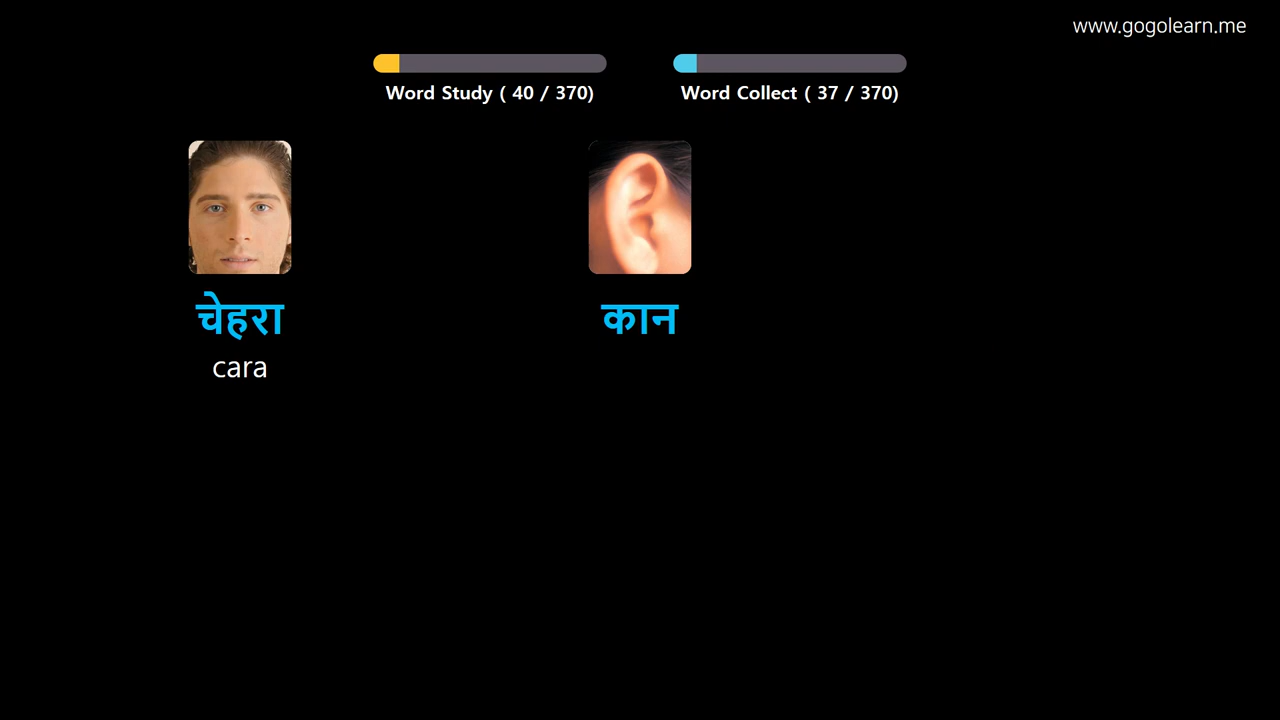 www.gogolearn.me
Word Study ( 40 / 370)
Word Collect ( 37 / 370)
चेहरा
कान
cara